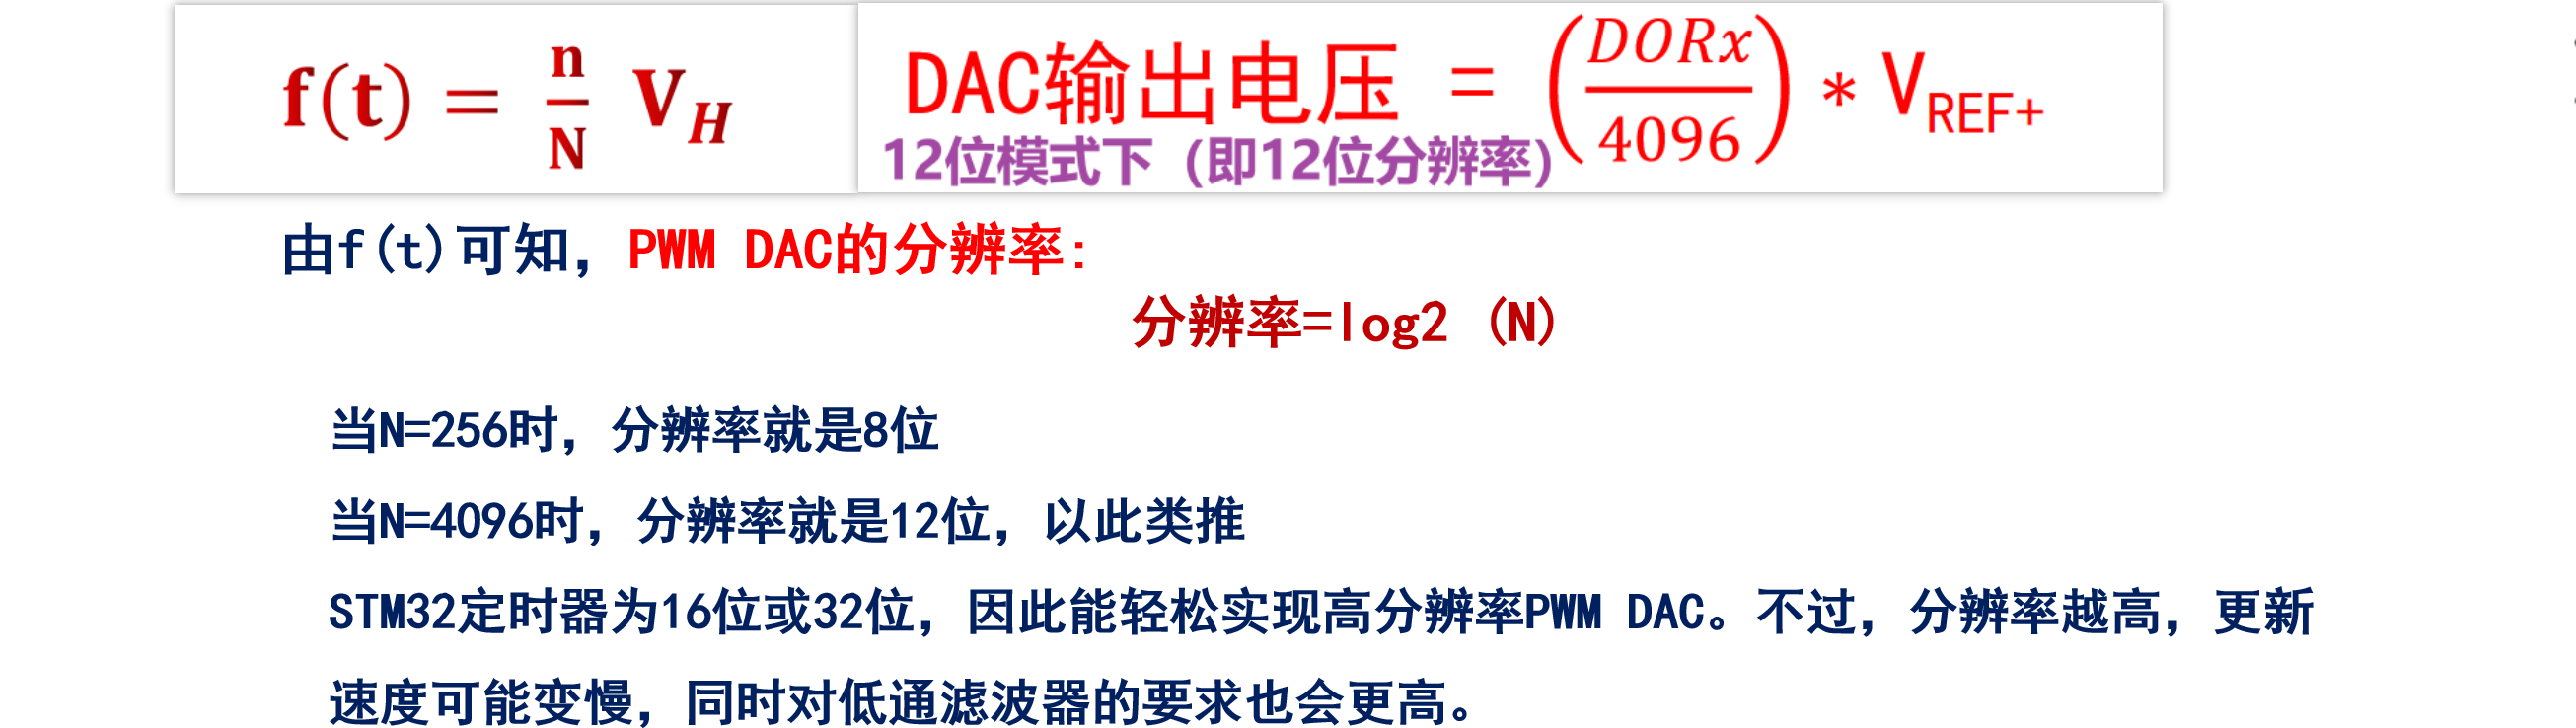 f(t) = n/N V_H
DAC输出电压 = (DORx/4096) * V_REF+
12位模式下（即12位分辨率）
由f(t)可知，PWM DAC的分辨率：
分辨率=log2 (N)
当N=256时，分辨率就是8位
当N=4096时，分辨率就是12位，以此类推
STM32定时器为16位或32位，因此能轻松实现高分辨率PWM DAC。不过，分辨率越高，更新
速度可能变慢，同时对低通滤波器的要求也会更高。